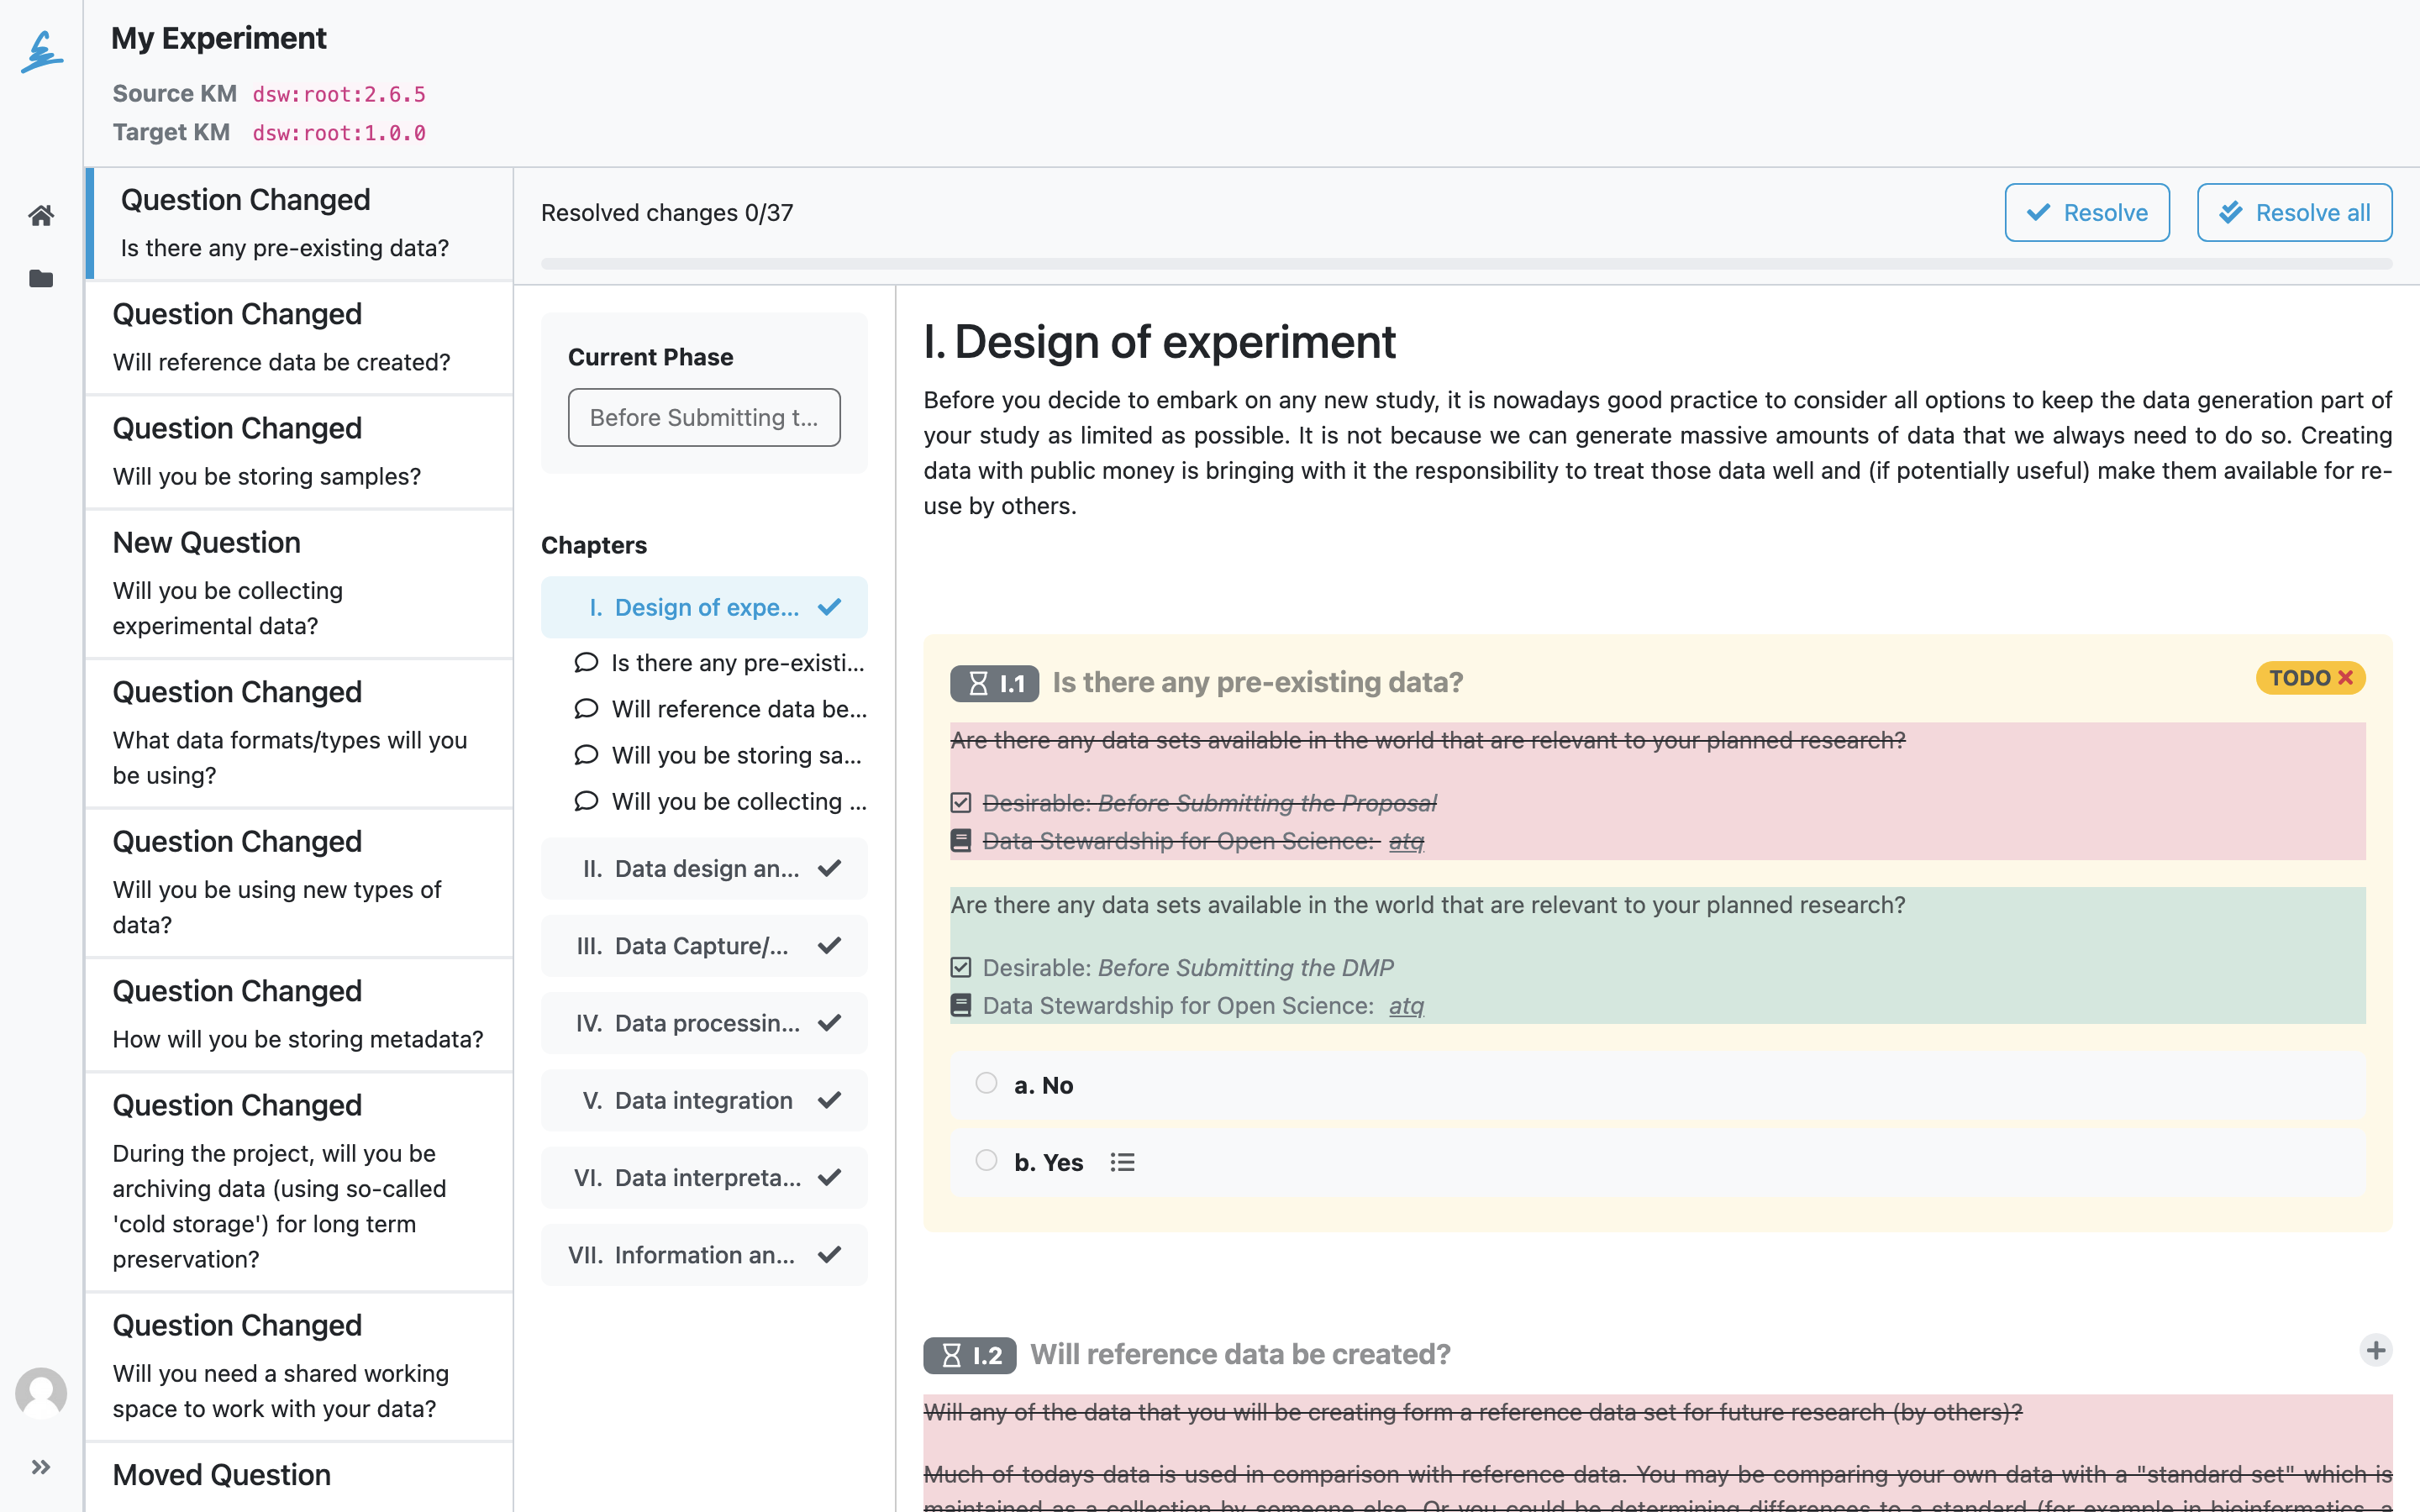 My Experiment
Source KM dsw:root:2.6.5
Target KM dsw:root:1.0.0
Question Changed
Is there any pre-existing data?
Question Changed
Will reference data be created?
Question Changed
Will you be storing samples?
New Question
Will you be collecting
experimental data?
Question Changed
What data formats/types will you
be using?
Question Changed
Will you be using new types of
data?
Question Changed
How will you be storing metadata?
Question Changed
During the project, will you be
archiving data (using so-called
'cold storage') for long term
preservation?
Question Changed
Will you need a shared working
space to work with your data?
Moved Question
Resolved changes 0/37
Resolve
Resolve all
Current Phase
Before Submitting t...
Chapters
I. Design of expe...
Is there any pre-existi...
Will reference data be...
Will you be storing sa...
Will you be collecting ...
II. Data design an...
III. Data Capture/...
IV. Data processin...
V. Data integration
VI. Data interpreta...
VII. Information an...
I. Design of experiment
Before you decide to embark on any new study, it is nowadays good practice to consider all options to keep the data generation part of
your study as limited as possible. It is not because we can generate massive amounts of data that we always need to do so. Creating
data with public money is bringing with it the responsibility to treat those data well and (if potentially useful) make them available for re-
use by others.
I.1 Is there any pre-existing data?
TODO
Are there any data sets available in the world that are relevant to your planned research?
Desirable: Before Submitting the Proposal
Data Stewardship for Open Science: atq
Are there any data sets available in the world that are relevant to your planned research?
Desirable: Before Submitting the DMP
Data Stewardship for Open Science: atq
a. No
b. Yes
I.2 Will reference data be created?
Will any of the data that you will be creating form a reference data set for future research (by others)?
Much of todays data is used in comparison with reference data. You may be comparing your own data with a "standard set" which is
maintained as a collection by someone else. Or you could be determining differences to a standard (for example in bioinformatics, a